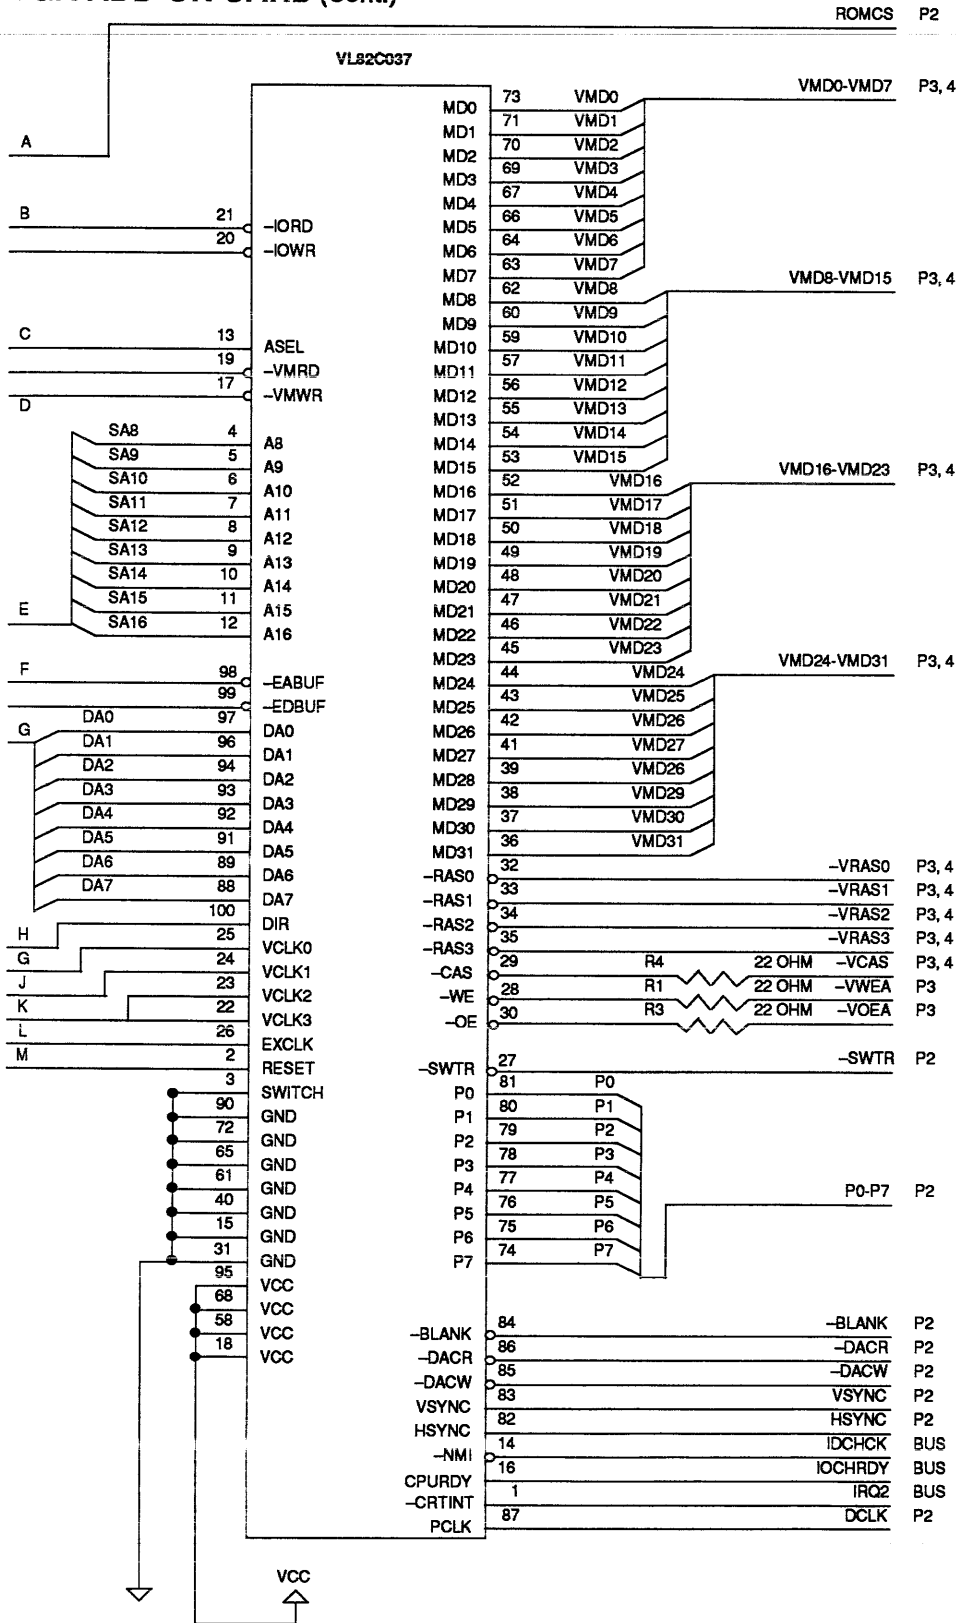 (Cont.)
ROMCS P2
VL82C037
VMD0-VMD7 P3, 4
MD0 73 VMD0
MD1 71 VMD1
A MD2 70 VMD2
MD3 69 VMD3
MD4 67 VMD4
B 21 -IORD MD5 66 VMD5
20 -IOWR MD6 64 VMD6
MD7 63 VMD7
VMD8-VMD15 P3, 4
MD8 62 VMD8
MD9 60 VMD9
C 13 ASEL MD10 59 VMD10
19 -VMRD MD11 57 VMD11
D 17 -VMWR MD12 56 VMD12
MD13 55 VMD13
SA8 4 A8 MD14 54 VMD14
SA9 5 A9 MD15 53 VMD15
VMD16-VMD23 P3, 4
SA10 6 A10 MD16 52 VMD16
SA11 7 A11 MD17 51 VMD17
SA12 8 A12 MD18 50 VMD18
SA13 9 A13 MD19 49 VMD19
SA14 10 A14 MD20 48 VMD20
E SA15 11 A15 MD21 47 VMD21
SA16 12 A16 MD22 46 VMD22
MD23 45 VMD23
VMD24-VMD31 P3, 4
F 98 -EABUF MD24 44 VMD24
99 -EDBUF MD25 43 VMD25
G DA0 97 DA0 MD26 42 VMD26
DA1 96 DA1 MD27 41 VMD27
DA2 94 DA2 MD28 39 VMD26
DA3 93 DA3 MD29 38 VMD29
DA4 92 DA4 MD30 37 VMD30
DA5 91 DA5 MD31 36 VMD31
DA6 89 DA6 -RAS0 32 -VRAS0 P3, 4
DA7 88 DA7 -RAS1 33 -VRAS1 P3, 4
H 100 DIR -RAS2 34 -VRAS2 P3, 4
G 25 VCLK0 -RAS3 35 -VRAS3 P3, 4
J 24 VCLK1 -CAS 29 R4 22 OHM -VCAS P3, 4
K 23 VCLK2 -WE 28 R1 22 OHM -VWEA P3
22 VCLK3 -OE 30 R3 22 OHM -VOEA P3
L 26 EXCLK
M 2 RESET -SWTR 27 -SWTR P2
3 SWITCH P0 81 P0
90 GND P1 80 P1
72 GND P2 79 P2
65 GND P3 78 P3
61 GND P4 77 P4
P0-P7 P2
40 GND P5 76 P5
15 GND P6 75 P6
31 GND P7 74 P7
95 VCC
68 VCC
58 VCC -BLANK 84 -BLANK P2
18 VCC -DACR 86 -DACR P2
-DACW 85 -DACW P2
VSYNC 83 VSYNC P2
HSYNC 82 HSYNC P2
-NMI 14 IDCHCK BUS
CPURDY 16 IOCHRDY BUS
-CRTINT 1 IRQ2 BUS
PCLK 87 DCLK P2
VCC